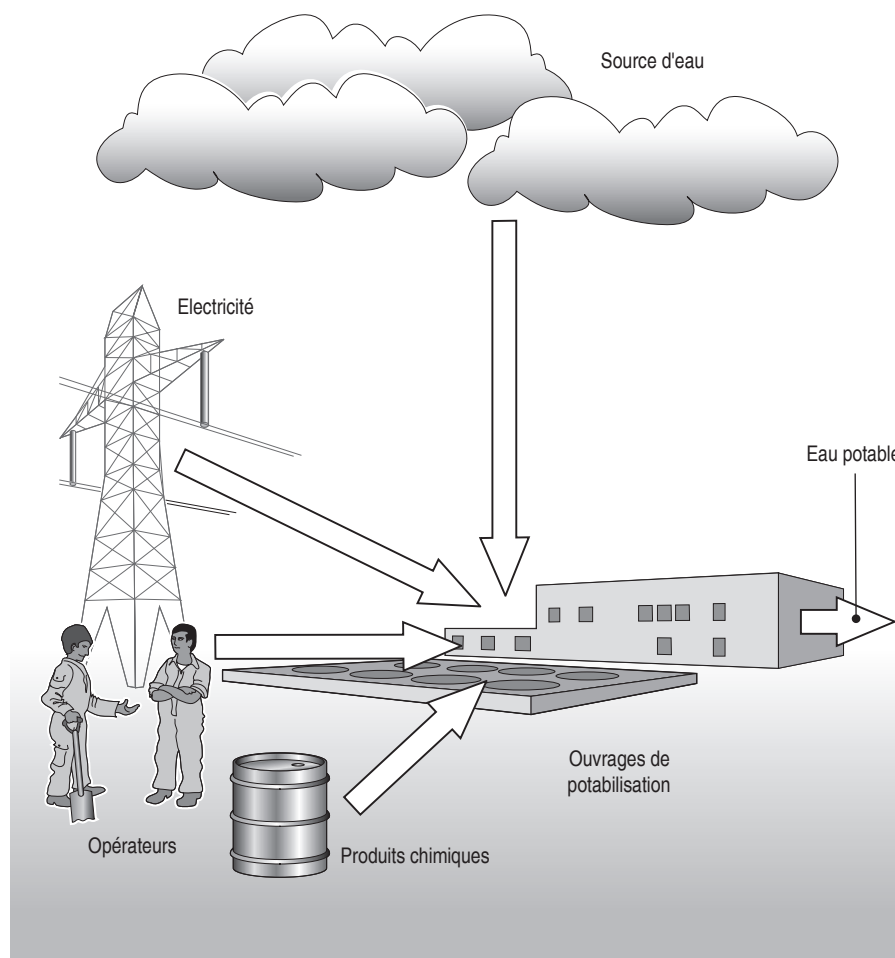 Source d'eau
Electricité
Eau potable
Ouvrages de
potabilisation
Opérateurs
Produits chimiques